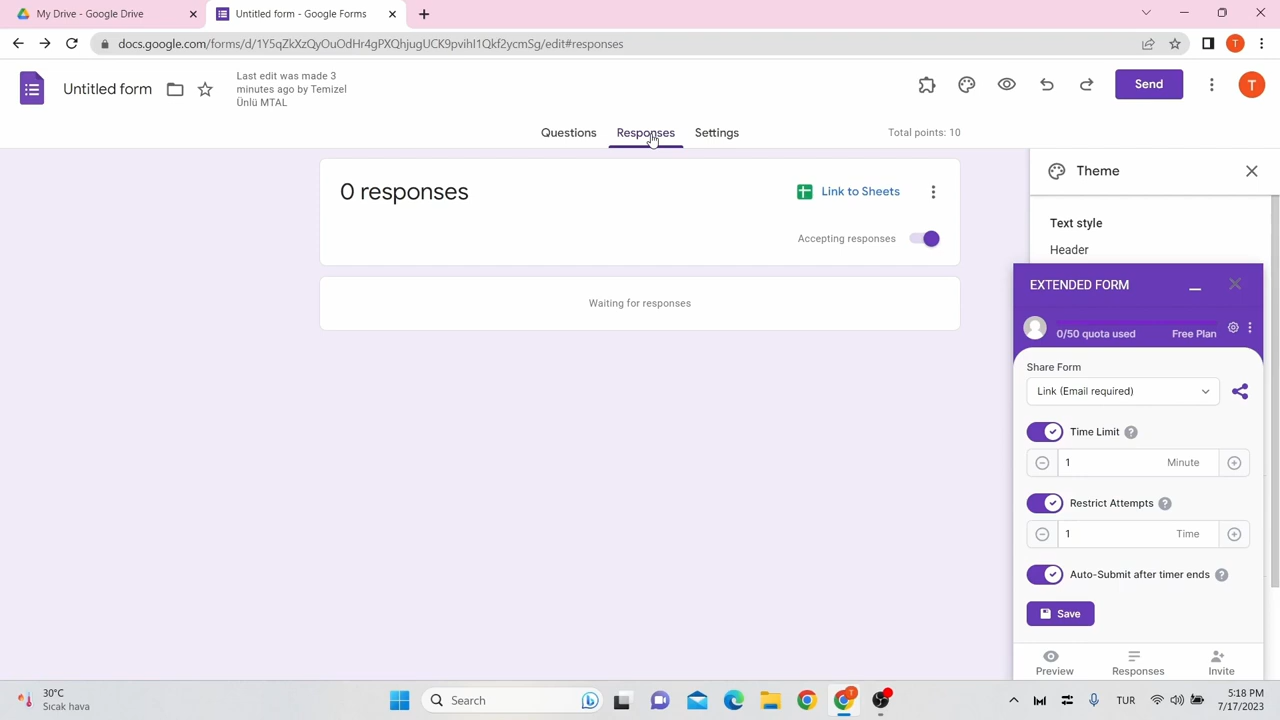 My Drive - Google Drive
Untitled form - Google Forms
docs.google.com/forms/d/1Y5qZkXzQyOuOdHr4gPXQhjugUCK9pvihI1Qkf2ycmSg/edit#responses
T
Untitled form
Last edit was made 3
minutes ago by Temizel
Ünlü MTAL
Send
T
Questions
Responses
Settings
Total points: 10
0 responses
Link to Sheets
Accepting responses
Waiting for responses
Theme
Text style
Header
EXTENDED FORM
0/50 quota used
Free Plan
Share Form
Link (Email required)
Time Limit
1
Minute
Restrict Attempts
1
Time
Auto-Submit after timer ends
Save
Preview
Responses
Invite
30°C
Sıcak hava
Search
TUR
5:18 PM
7/17/2023